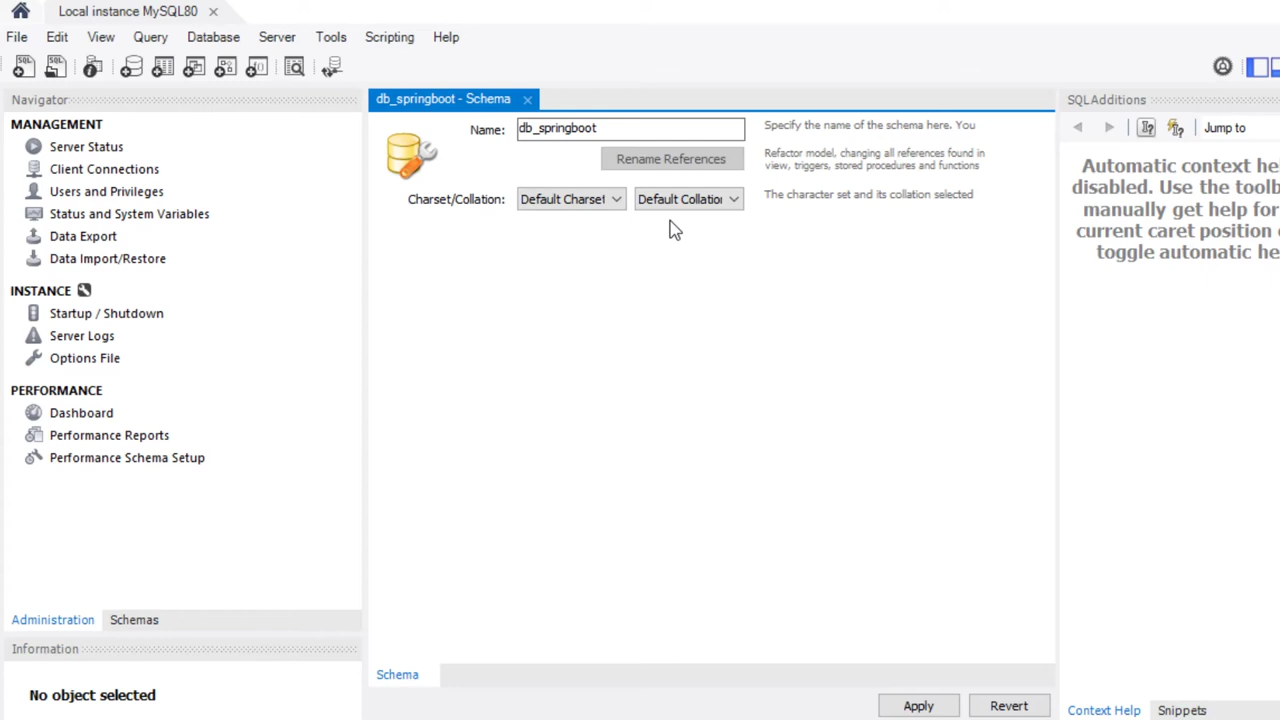 Local instance MySQL80
File Edit View Query Database Server Tools Scripting Help
Navigator
MANAGEMENT
Server Status
Client Connections
Users and Privileges
Status and System Variables
Data Export
Data Import/Restore
INSTANCE
Startup / Shutdown
Server Logs
Options File
PERFORMANCE
Dashboard
Performance Reports
Performance Schema Setup
Administration Schemas
Information
No object selected
db_springboot - Schema
Name: db_springboot
Specify the name of the schema here. You
Rename References
Refactor model, changing all references found in
view, triggers, stored procedures and functions
Charset/Collation: Default Charset Default Collation
The character set and its collation selected
Schema
Apply Revert
SQLAdditions
Jump to
Automatic context he
disabled. Use the toolb
manually get help for
current caret position
toggle automatic he
Context Help Snippets